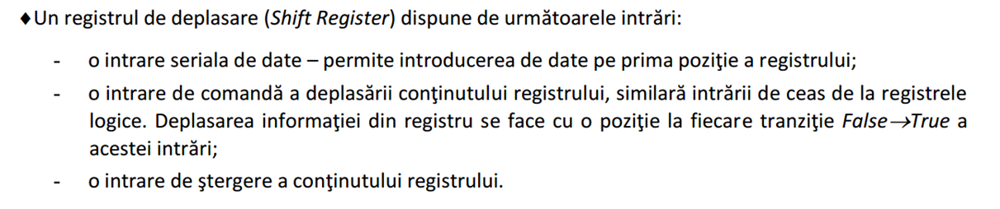 ♦Un registrul de deplasare (Shift Register) dispune de următoarele intrări:
- o intrare seriala de date – permite introducerea de date pe prima poziţie a registrului;
- o intrare de comandă a deplasării conţinutului registrului, similară intrării de ceas de la registrele
logice. Deplasarea informaţiei din registru se face cu o poziţie la fiecare tranziţie False→True a
acestei intrări;
- o intrare de ştergere a conţinutului registrului.